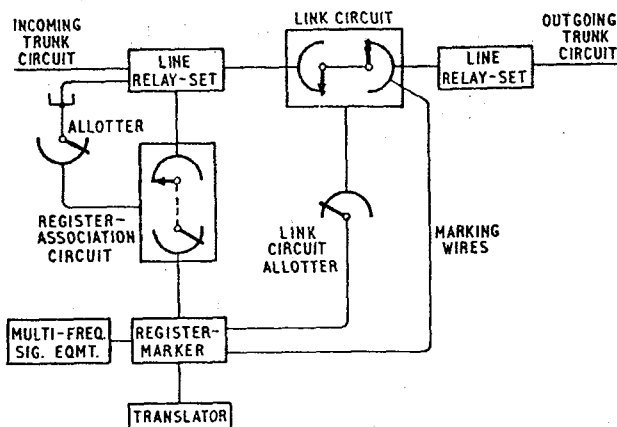 INCOMING
TRUNK
CIRCUIT
LINE
RELAY-SET
LINK CIRCUIT
LINE
RELAY-SET
OUTGOING
TRUNK
CIRCUIT
ALLOTTER
REGISTER-
ASSOCIATION
CIRCUIT
LINK
CIRCUIT
ALLOTTER
MARKING
WIRES
MULTI-FREQ.
SIG. EQMT.
REGISTER-
MARKER
TRANSLATOR